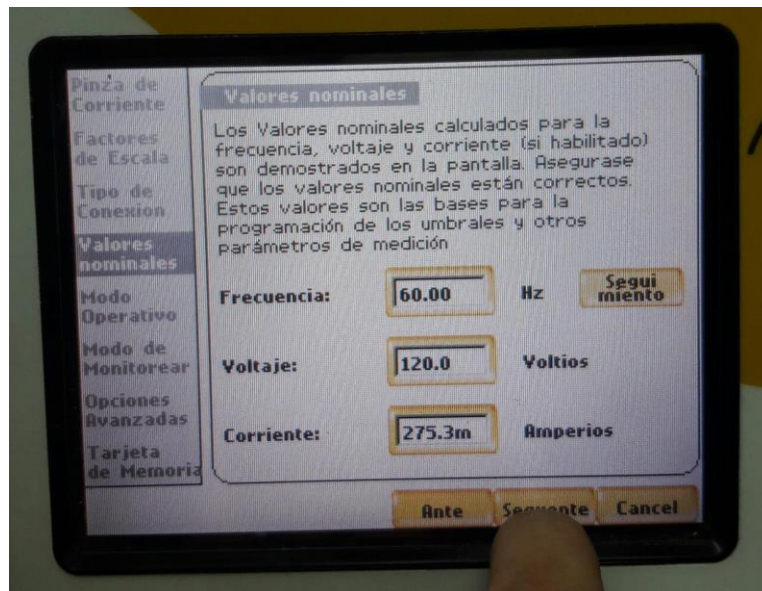 Pinza de
Corriente
Factores
de Escala
Tipo de
Conexion
Valores
nominales
Modo
Operativo
Modo de
Monitorear
Opciones
Avanzadas
Tarjeta
de Memoria
Valores nominales
Los Valores nominales calculados para la
frecuencia, voltaje y corriente (si habilitado)
son demostrados en la pantalla. Asegurase
que los valores nominales están correctos.
Estos valores son las bases para la
programación de los umbrales y otros
parámetros de medición
Frecuencia: 60.00 Hz Segui
miento
Voltaje: 120.0 Voltios
Corriente: 275.3m Amperios
Ante Cancel